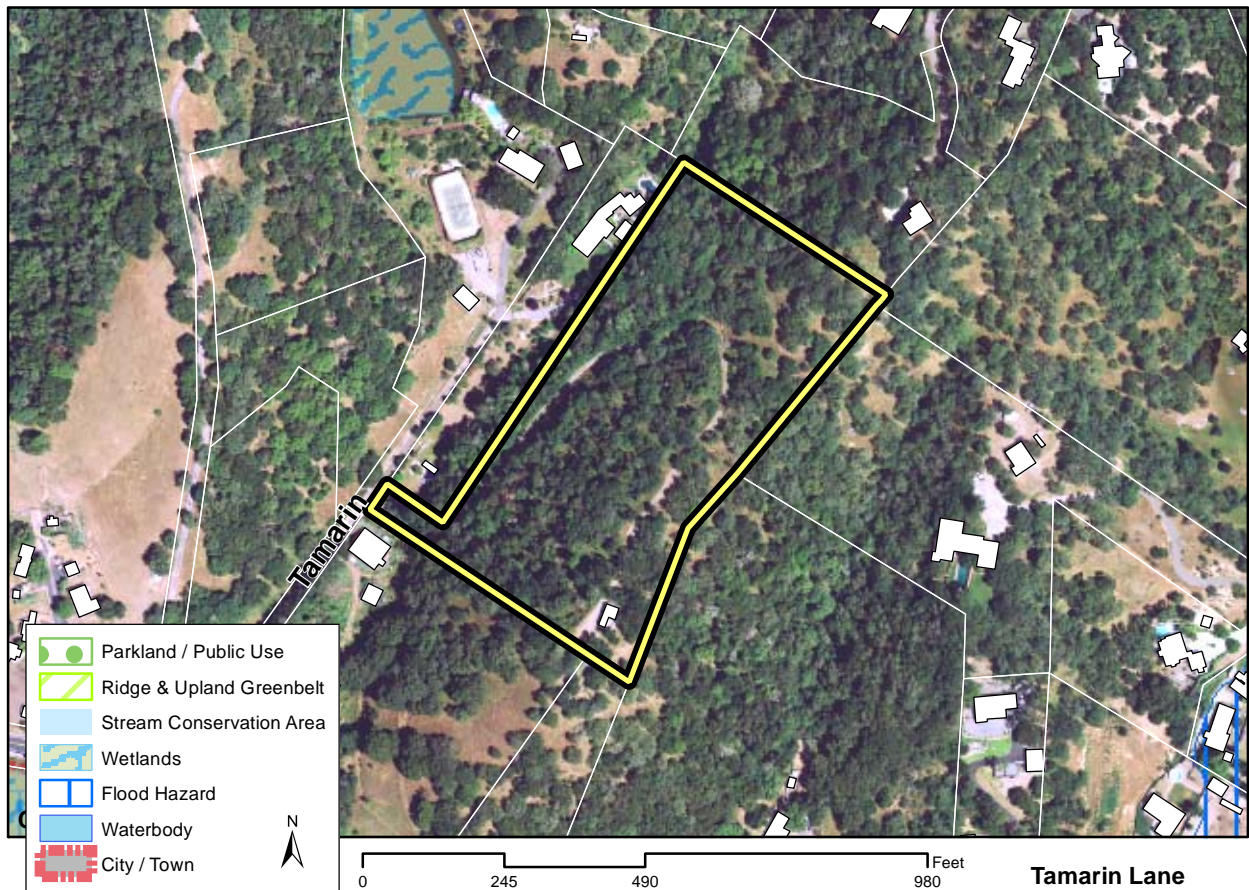 Tamarin
Parkland / Public Use
Ridge & Upland Greenbelt
Stream Conservation Area
Wetlands
Flood Hazard
Waterbody
City / Town
N
Feet
0 245 490 980
Tamarin Lane